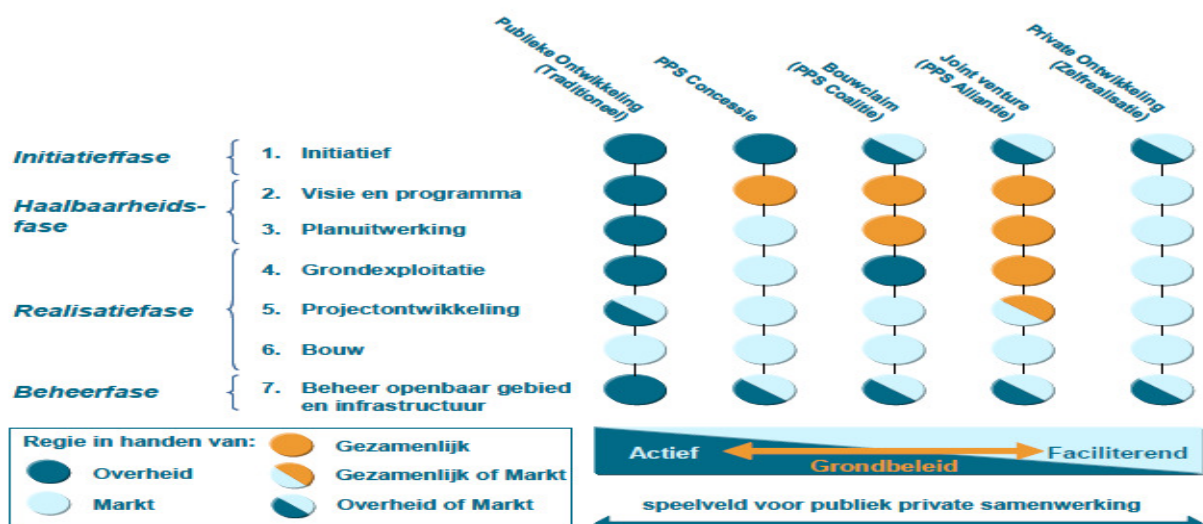 Publieke Ontwikkeling
(Traditioneel)
PPS Concessie
Bouwclaim
(PPS Coalitie)
Joint venture
(PPS Alliantie)
Private Ontwikkeling
(Zelfrealisatie)
Initiatieffase
1. Initiatief
Haalbaarheids-
fase
2. Visie en programma
3. Planuitwerking
Realisatiefase
4. Grondexploitatie
5. Projectontwikkeling
6. Bouw
Beheerfase
7. Beheer openbaar gebied
en infrastructuur
Regie in handen van:
Overheid
Markt
Gezamenlijk
Gezamenlijk of Markt
Overheid of Markt
Actief
Grondbeleid
Faciliterend
speelveld voor publiek private samenwerking